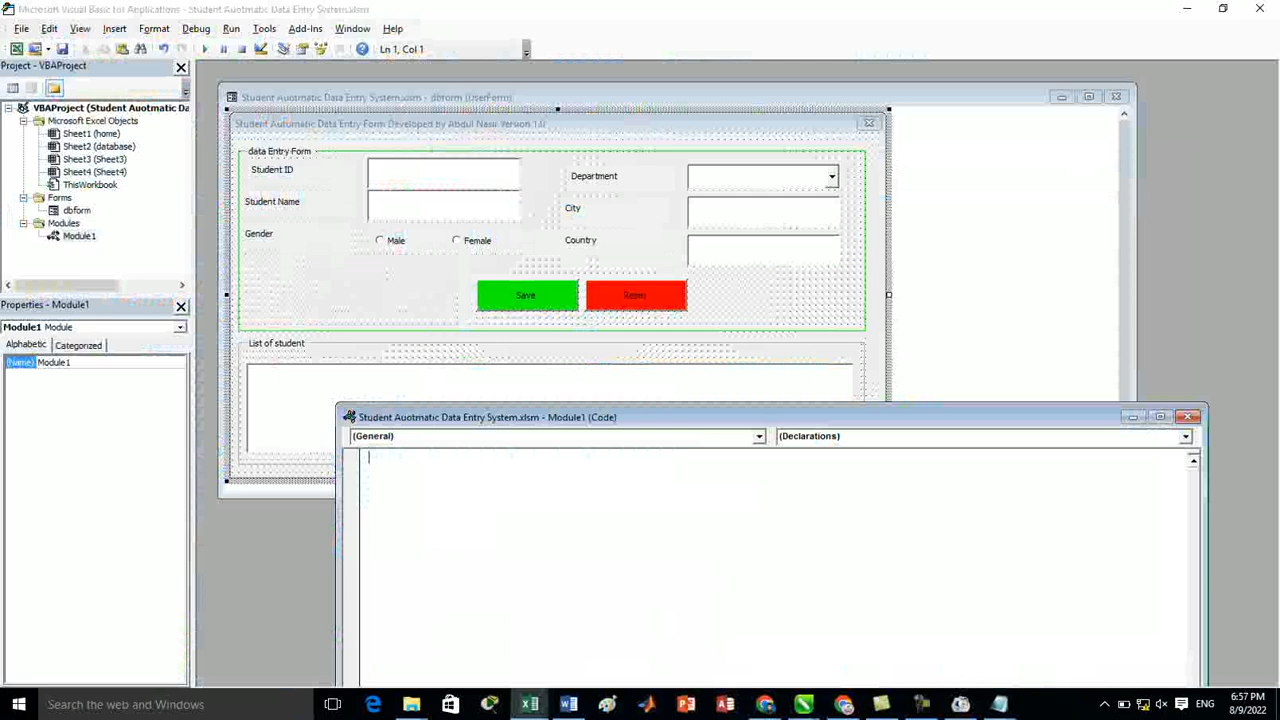 Microsoft Visual Basic for Applications - Student Auotmatic Data Entry System.xlsm
File Edit View Insert Format Debug Run Tools Add-Ins Window Help
Ln 1, Col 1
Project - VBAProject
VBAProject (Student Auotmatic Da
Microsoft Excel Objects
Sheet1 (home)
Sheet2 (database)
Sheet3 (Sheet3)
Sheet4 (Sheet4)
ThisWorkbook
Forms
dbform
Modules
Module1
Properties - Module1
Module1 Module
Alphabetic Categorized
(Name) Module1
Student Auotmatic Data Entry System.xlsm - dbform (UserForm)
Student Automatic Data Entry Form Developed by Abdul Nasir Version 1.0
data Entry Form
Student ID
Department
Student Name
City
Gender
Male
Female
Country
Save
Reset
List of student
Student Auotmatic Data Entry System.xlsm - Module1 (Code)
(General)
(Declarations)
Search the web and Windows
ENG
6:57 PM
8/9/2022